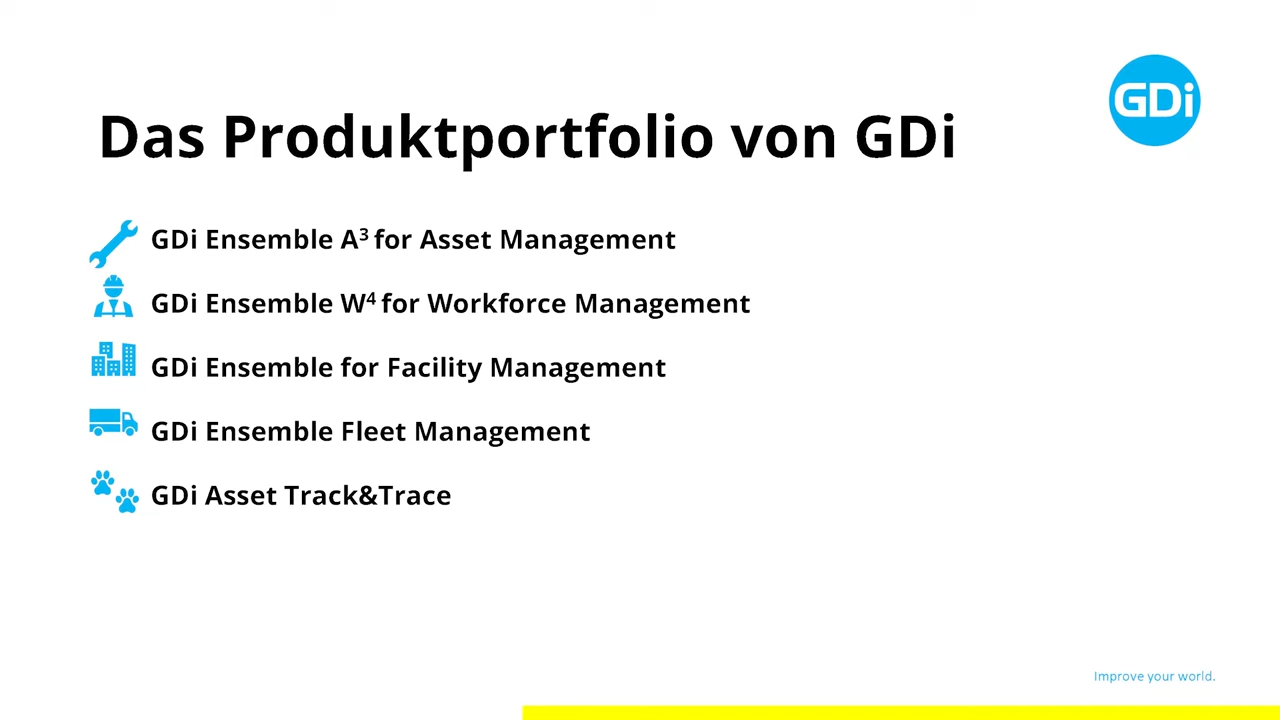 GDi
Das Produktportfolio von GDi
GDi Ensemble A³ for Asset Management
GDi Ensemble W⁴ for Workforce Management
GDi Ensemble for Facility Management
GDi Ensemble Fleet Management
GDi Asset Track&Trace
Improve your world.